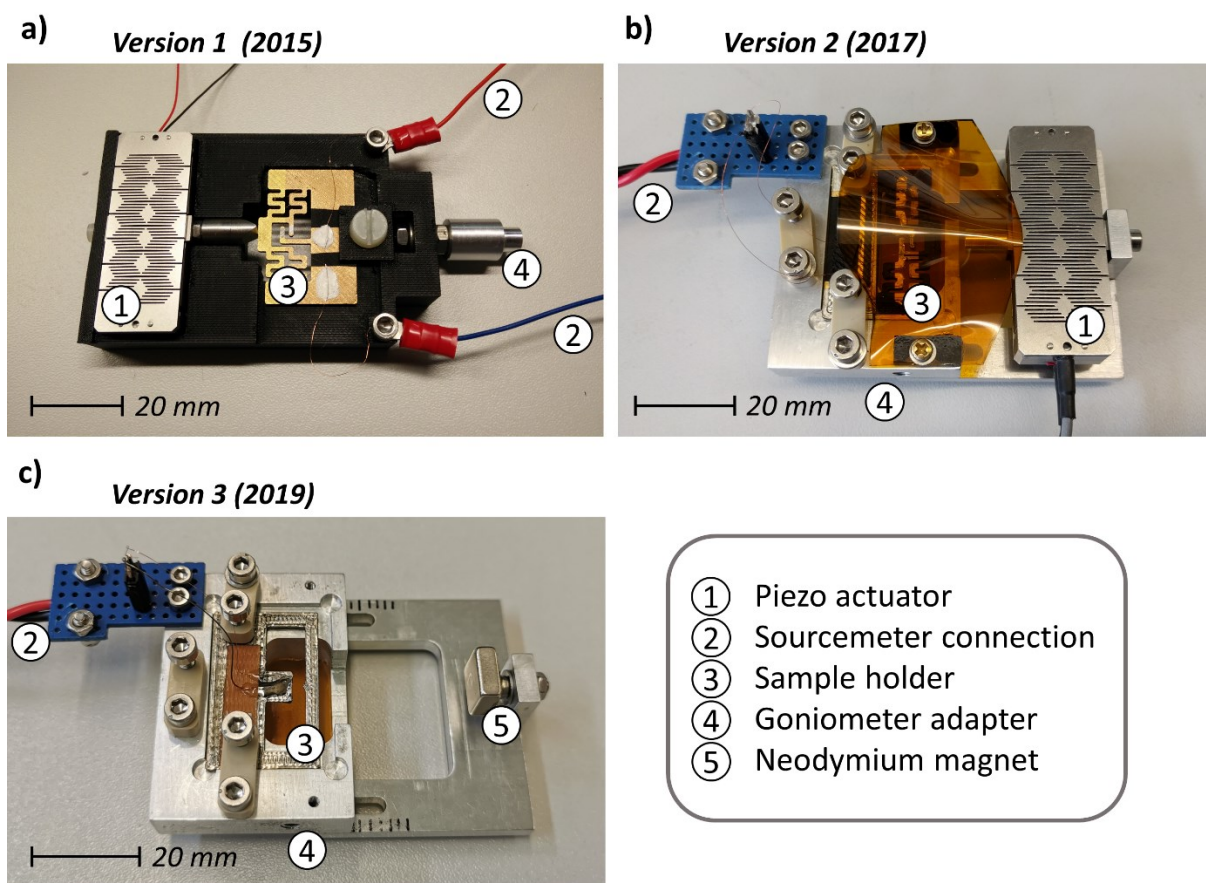 a)
Version 1 (2015)
2
1
3
4
2
20 mm
b)
Version 2 (2017)
2
3
1
4
20 mm
c)
Version 3 (2019)
2
3
5
4
20 mm
1 Piezo actuator
2 Sourcemeter connection
3 Sample holder
4 Goniometer adapter
5 Neodymium magnet